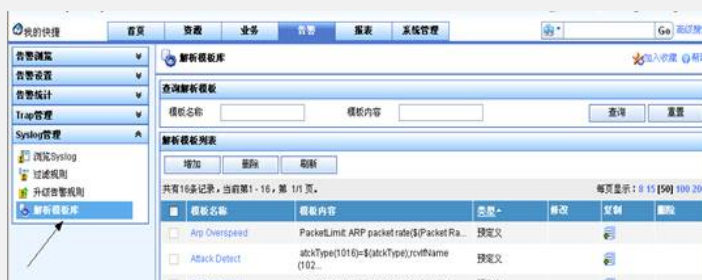 我的快捷
首页 资源 业务 告警 报表 系统管理
Go 高级搜
告警浏览
告警设置
告警统计
Trap管理
Syslog管理
浏览Syslog
过滤规则
升级告警规则
解析模板库
解析模板库
加入收藏
查询解析模板
模板名称 模板内容 查询 重置
解析模板列表
增加 删除 刷新
共有16条记录，当前第1 - 16，第 1/1 页。 每页显示：8 15 [50] 100 20
模板名称 模板内容 类型 修改 复制 删除
Arp Overspeed PacketLimit: ARP packet rate($(Packet Ra... 预定义
Attack Detect atckType(1016)=$(atckType);rcvIfName (102... 预定义